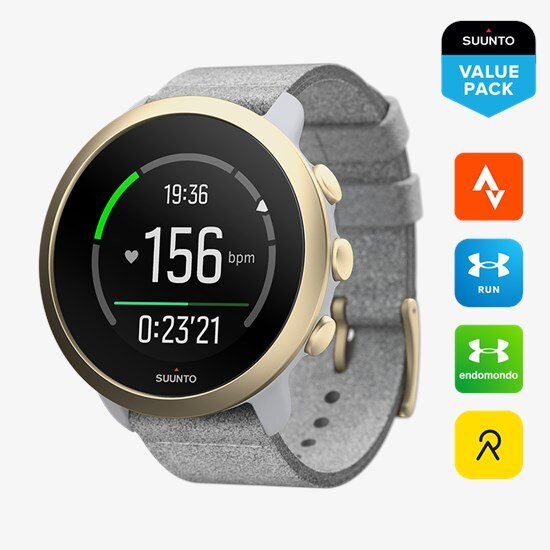 SUUNTO
VALUE
PACK
19:36
156 bpm
0:23'21
SUUNTO
RUN
endomondo